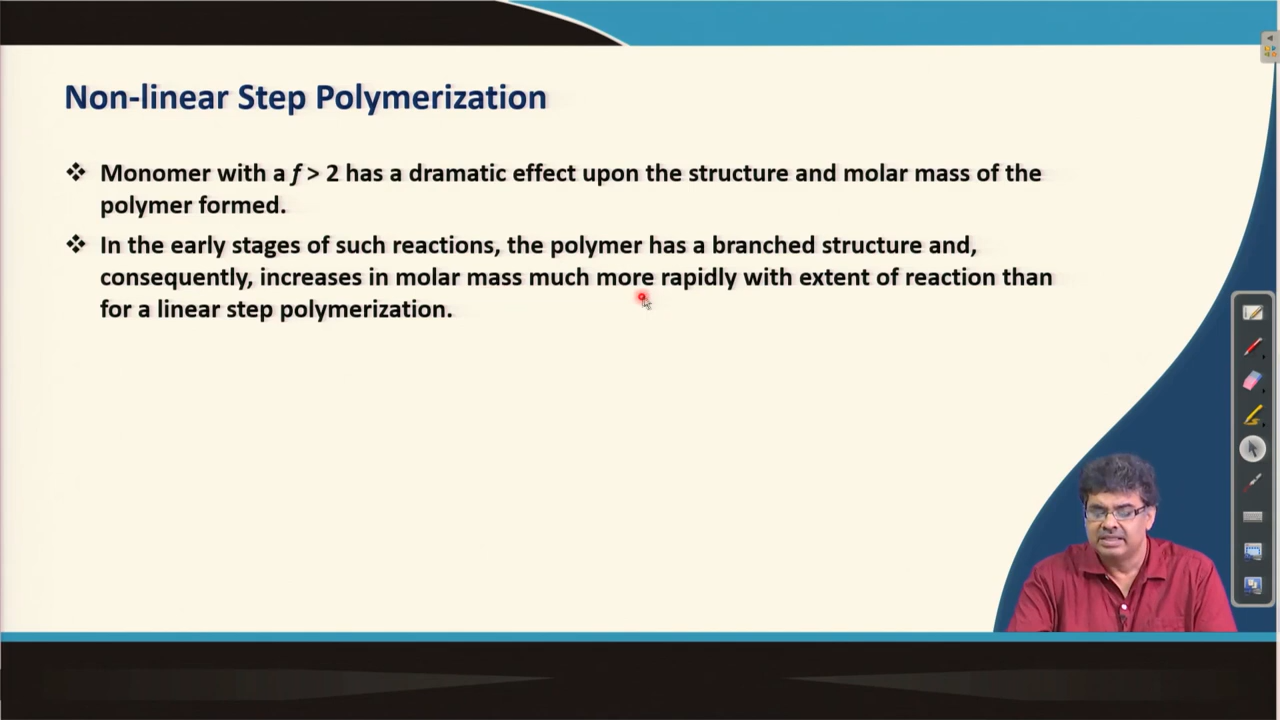 Non-linear Step Polymerization
❖ Monomer with a f > 2 has a dramatic effect upon the structure and molar mass of the
polymer formed.
❖ In the early stages of such reactions, the polymer has a branched structure and,
consequently, increases in molar mass much more rapidly with extent of reaction than
for a linear step polymerization.